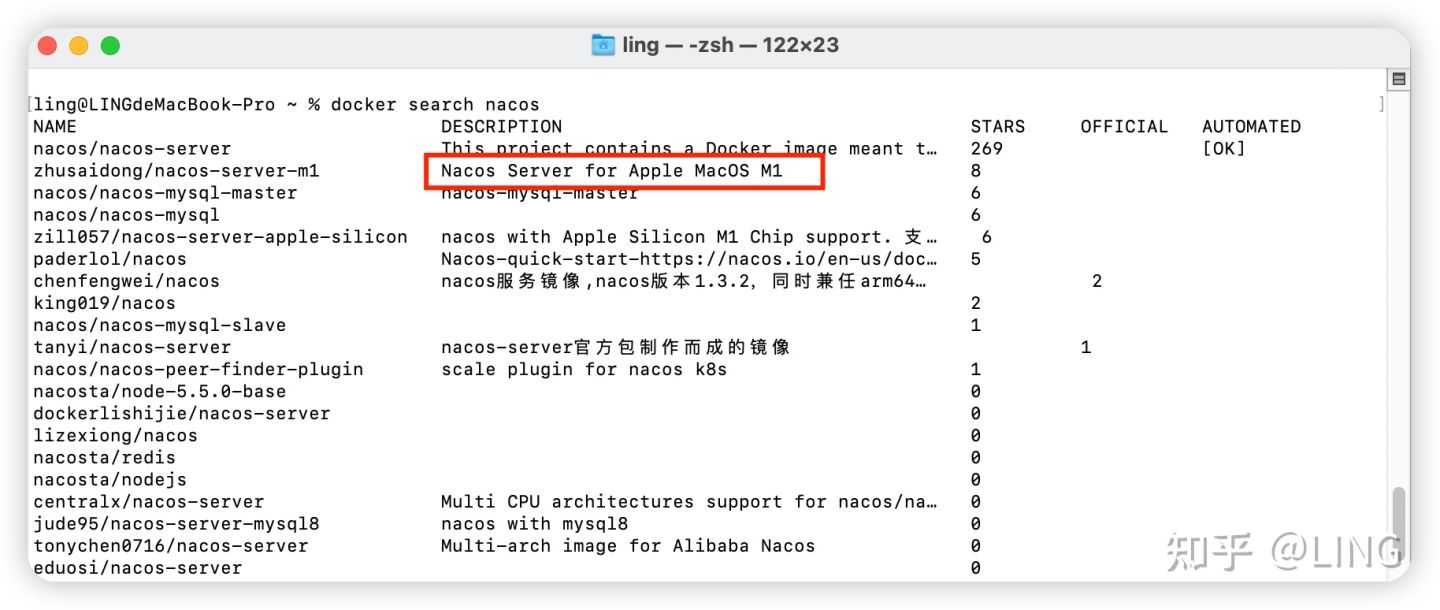 ling — -zsh — 122×23
[ling@LINGdeMacBook-Pro ~ % docker search nacos ]
NAME DESCRIPTION STARS OFFICIAL AUTOMATED
nacos/nacos-server This project contains a Docker image meant t… 269 [OK]
zhusaidong/nacos-server-m1 Nacos Server for Apple MacOS M1 8
nacos/nacos-mysql-master nacos-mysql-master 6
nacos/nacos-mysql 6
zill057/nacos-server-apple-silicon nacos with Apple Silicon M1 Chip support. 支… 6
paderlol/nacos Nacos-quick-start-https://nacos.io/en-us/doc… 5
chenfengwei/nacos nacos服务镜像,nacos版本1.3.2, 同时兼任arm64… 2
king019/nacos 2
nacos/nacos-mysql-slave 1
tanyi/nacos-server nacos-server官方包制作而成的镜像 1
nacos/nacos-peer-finder-plugin scale plugin for nacos k8s 1
nacosta/node-5.5.0-base 0
dockerlishijie/nacos-server 0
lizexiong/nacos 0
nacosta/redis 0
nacosta/nodejs 0
centralx/nacos-server Multi CPU architectures support for nacos/na… 0
jude95/nacos-server-mysql8 nacos with mysql8 0
tonychen0716/nacos-server Multi-arch image for Alibaba Nacos 0
eduosi/nacos-server 0
知乎 @LING